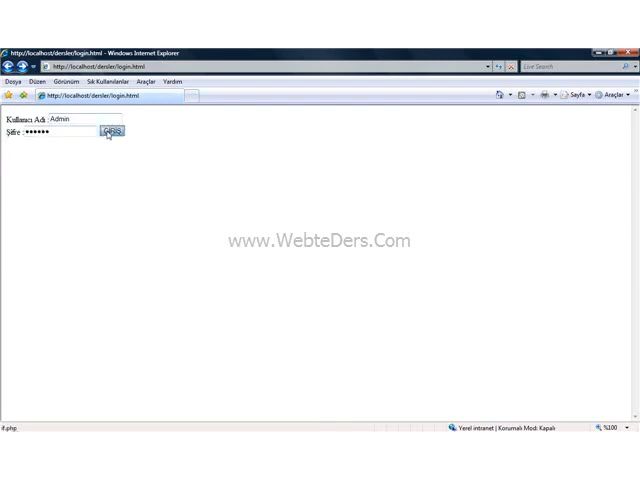 http://localhost/dersler/login.html - Windows Internet Explorer
http://localhost/dersler/login.html
Live Search
Dosya Düzen Görünüm Sık Kullanılanlar Araçlar Yardım
http://localhost/dersler/login.html
Sayfa Araçlar
Kullanıcı Adı : Admin
Şifre : ●●●●●● GİRİŞ
www.WebteDers.Com
if.php
Yerel intranet | Korumalı Mod: Kapalı
%100